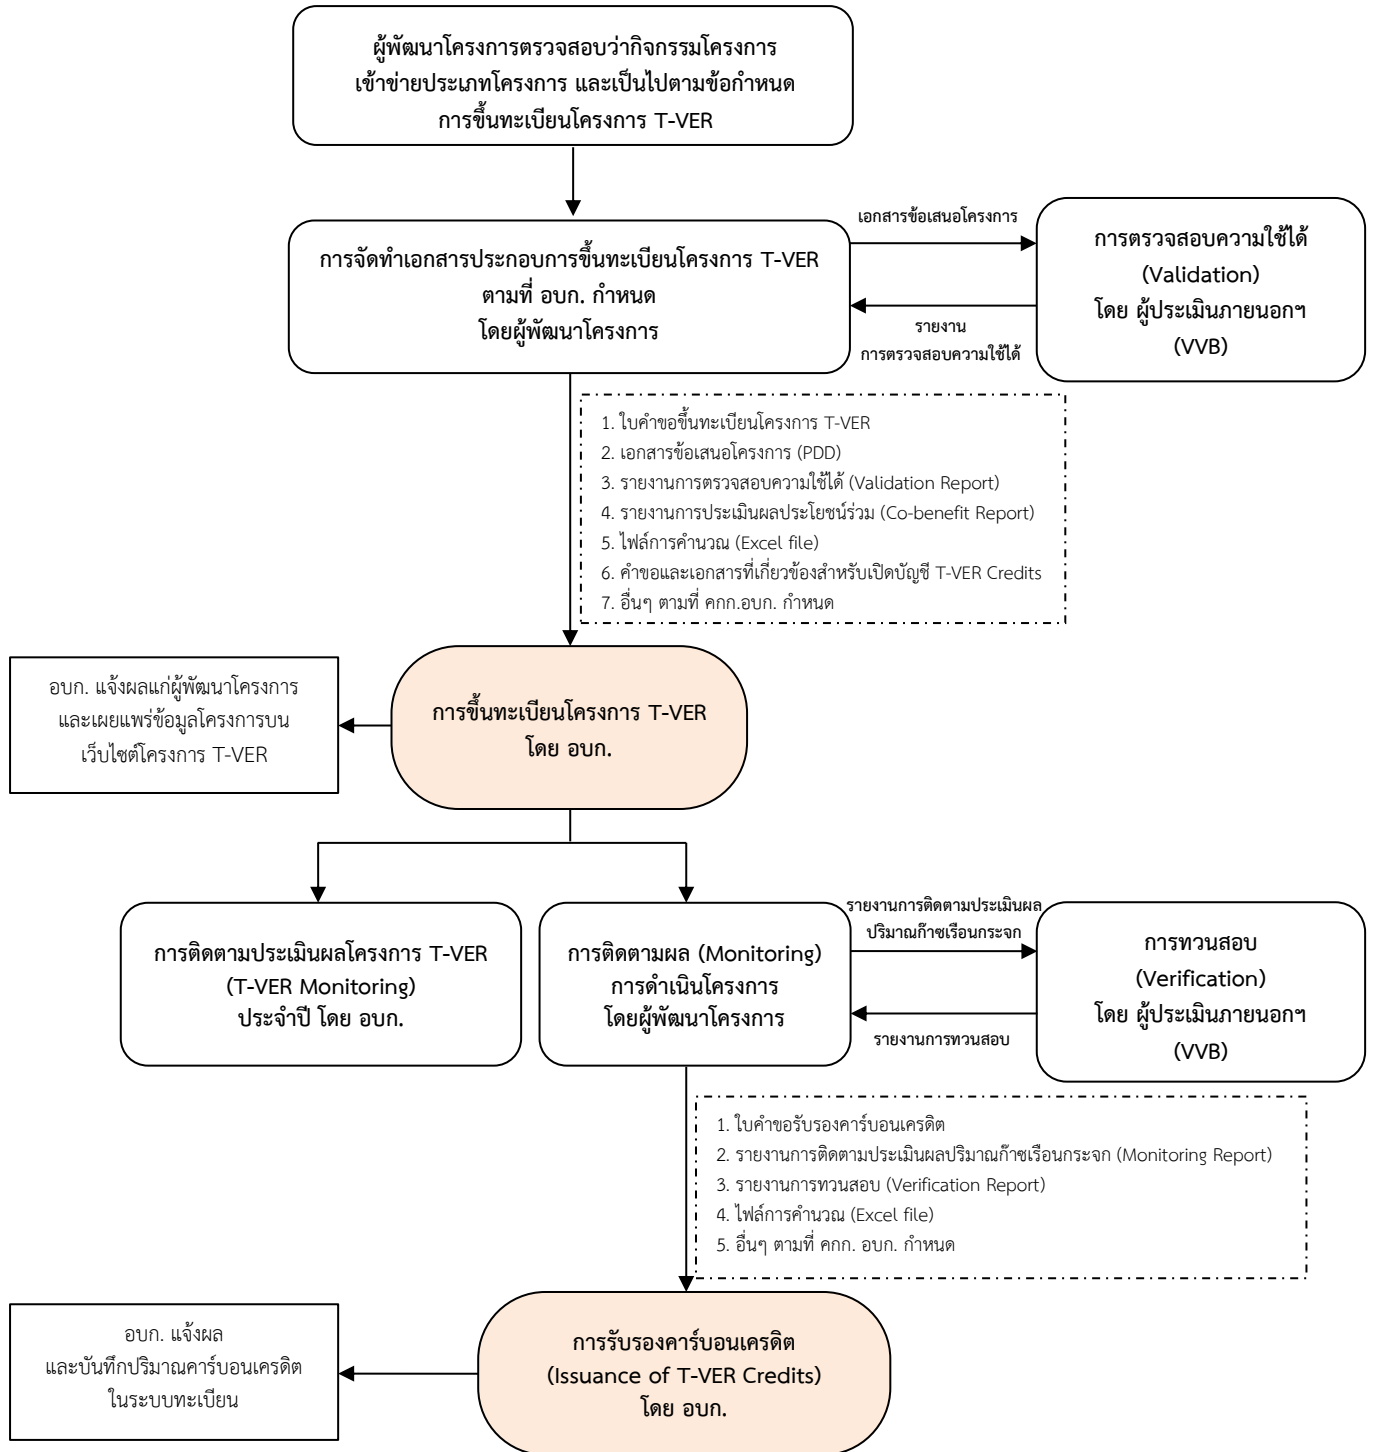 ผู้พัฒนาโครงการตรวจสอบว่ากิจกรรมโครงการ
เข้าข่ายประเภทโครงการ และเป็นไปตามข้อกำหนด
การขึ้นทะเบียนโครงการ T-VER
การจัดทำเอกสารประกอบการขึ้นทะเบียนโครงการ T-VER
ตามที่ อบก. กำหนด
โดยผู้พัฒนาโครงการ
เอกสารข้อเสนอโครงการ
รายงาน
การตรวจสอบความใช้ได้
การตรวจสอบความใช้ได้
(Validation)
โดย ผู้ประเมินภายนอกฯ
(VVB)
1. ใบคำขอขึ้นทะเบียนโครงการ T-VER
2. เอกสารข้อเสนอโครงการ (PDD)
3. รายงานการตรวจสอบความใช้ได้ (Validation Report)
4. รายงานการประเมินผลประโยชน์ร่วม (Co-benefit Report)
5. ไฟล์การคำนวณ (Excel file)
6. คำขอและเอกสารที่เกี่ยวข้องสำหรับเปิดบัญชี T-VER Credits
7. อื่นๆ ตามที่ คกก.อบก. กำหนด
การขึ้นทะเบียนโครงการ T-VER
โดย อบก.
อบก. แจ้งผลแก่ผู้พัฒนาโครงการ
และเผยแพร่ข้อมูลโครงการบน
เว็บไซต์โครงการ T-VER
การติดตามประเมินผลโครงการ T-VER
(T-VER Monitoring)
ประจำปี โดย อบก.
การติดตามผล (Monitoring)
การดำเนินโครงการ
โดยผู้พัฒนาโครงการ
รายงานการติดตามประเมินผล
ปริมาณก๊าซเรือนกระจก
รายงานการทวนสอบ
การทวนสอบ
(Verification)
โดย ผู้ประเมินภายนอกฯ
(VVB)
1. ใบคำขอรับรองคาร์บอนเครดิต
2. รายงานการติดตามประเมินผลปริมาณก๊าซเรือนกระจก (Monitoring Report)
3. รายงานการทวนสอบ (Verification Report)
4. ไฟล์การคำนวณ (Excel file)
5. อื่นๆ ตามที่ คกก. อบก. กำหนด
การรับรองคาร์บอนเครดิต
(Issuance of T-VER Credits)
โดย อบก.
อบก. แจ้งผล
และบันทึกปริมาณคาร์บอนเครดิต
ในระบบทะเบียน